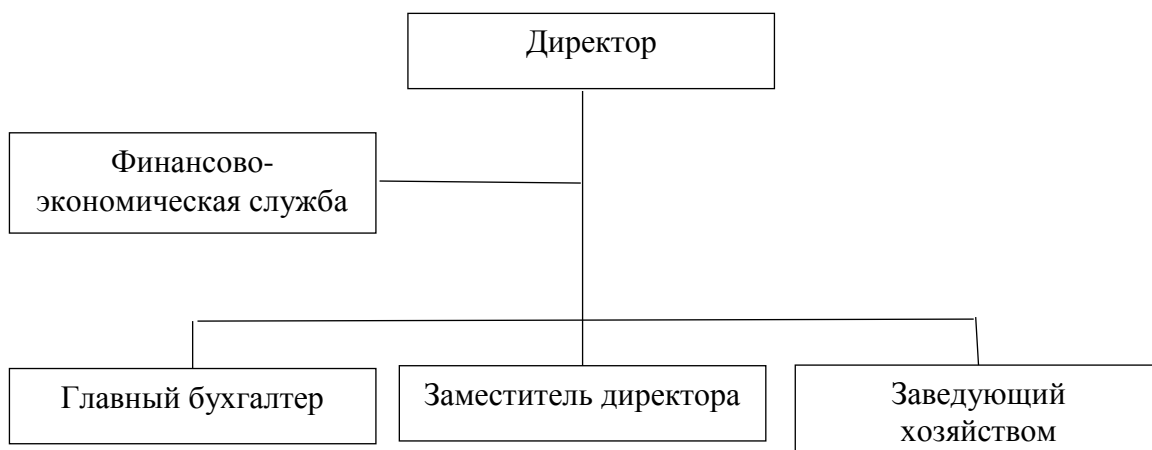 Директор
Финансово-
экономическая служба
Главный бухгалтер
Заместитель директора
Заведующий
хозяйством